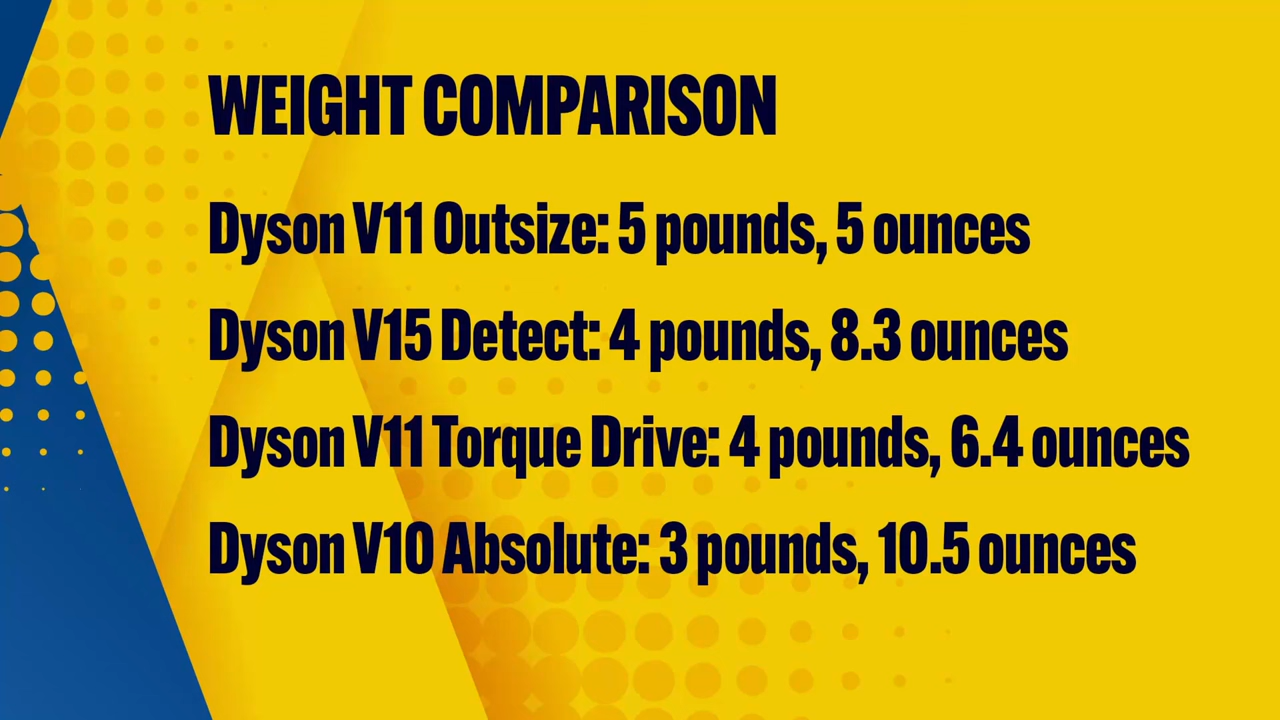 WEIGHT COMPARISON
Dyson V11 Outsize: 5 pounds, 5 ounces
Dyson V15 Detect: 4 pounds, 8.3 ounces
Dyson V11 Torque Drive: 4 pounds, 6.4 ounces
Dyson V10 Absolute: 3 pounds, 10.5 ounces